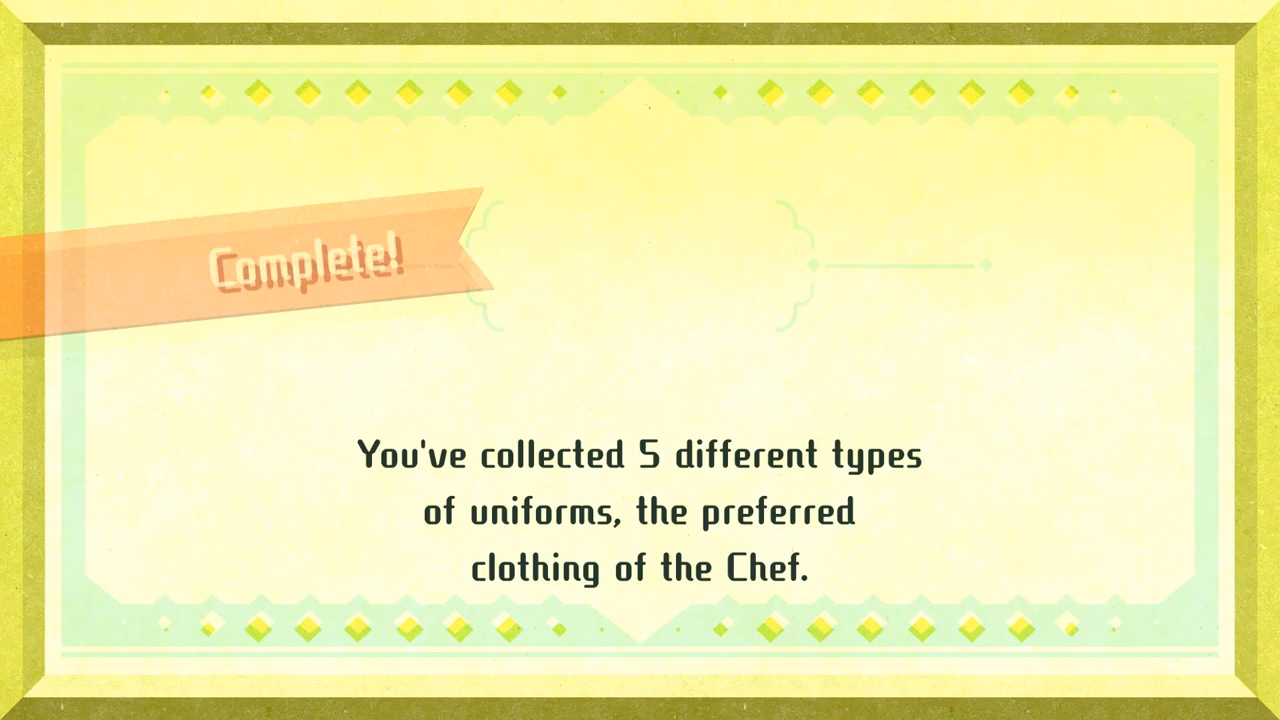 Complete!
You've collected 5 different types
of uniforms, the preferred
clothing of the Chef.